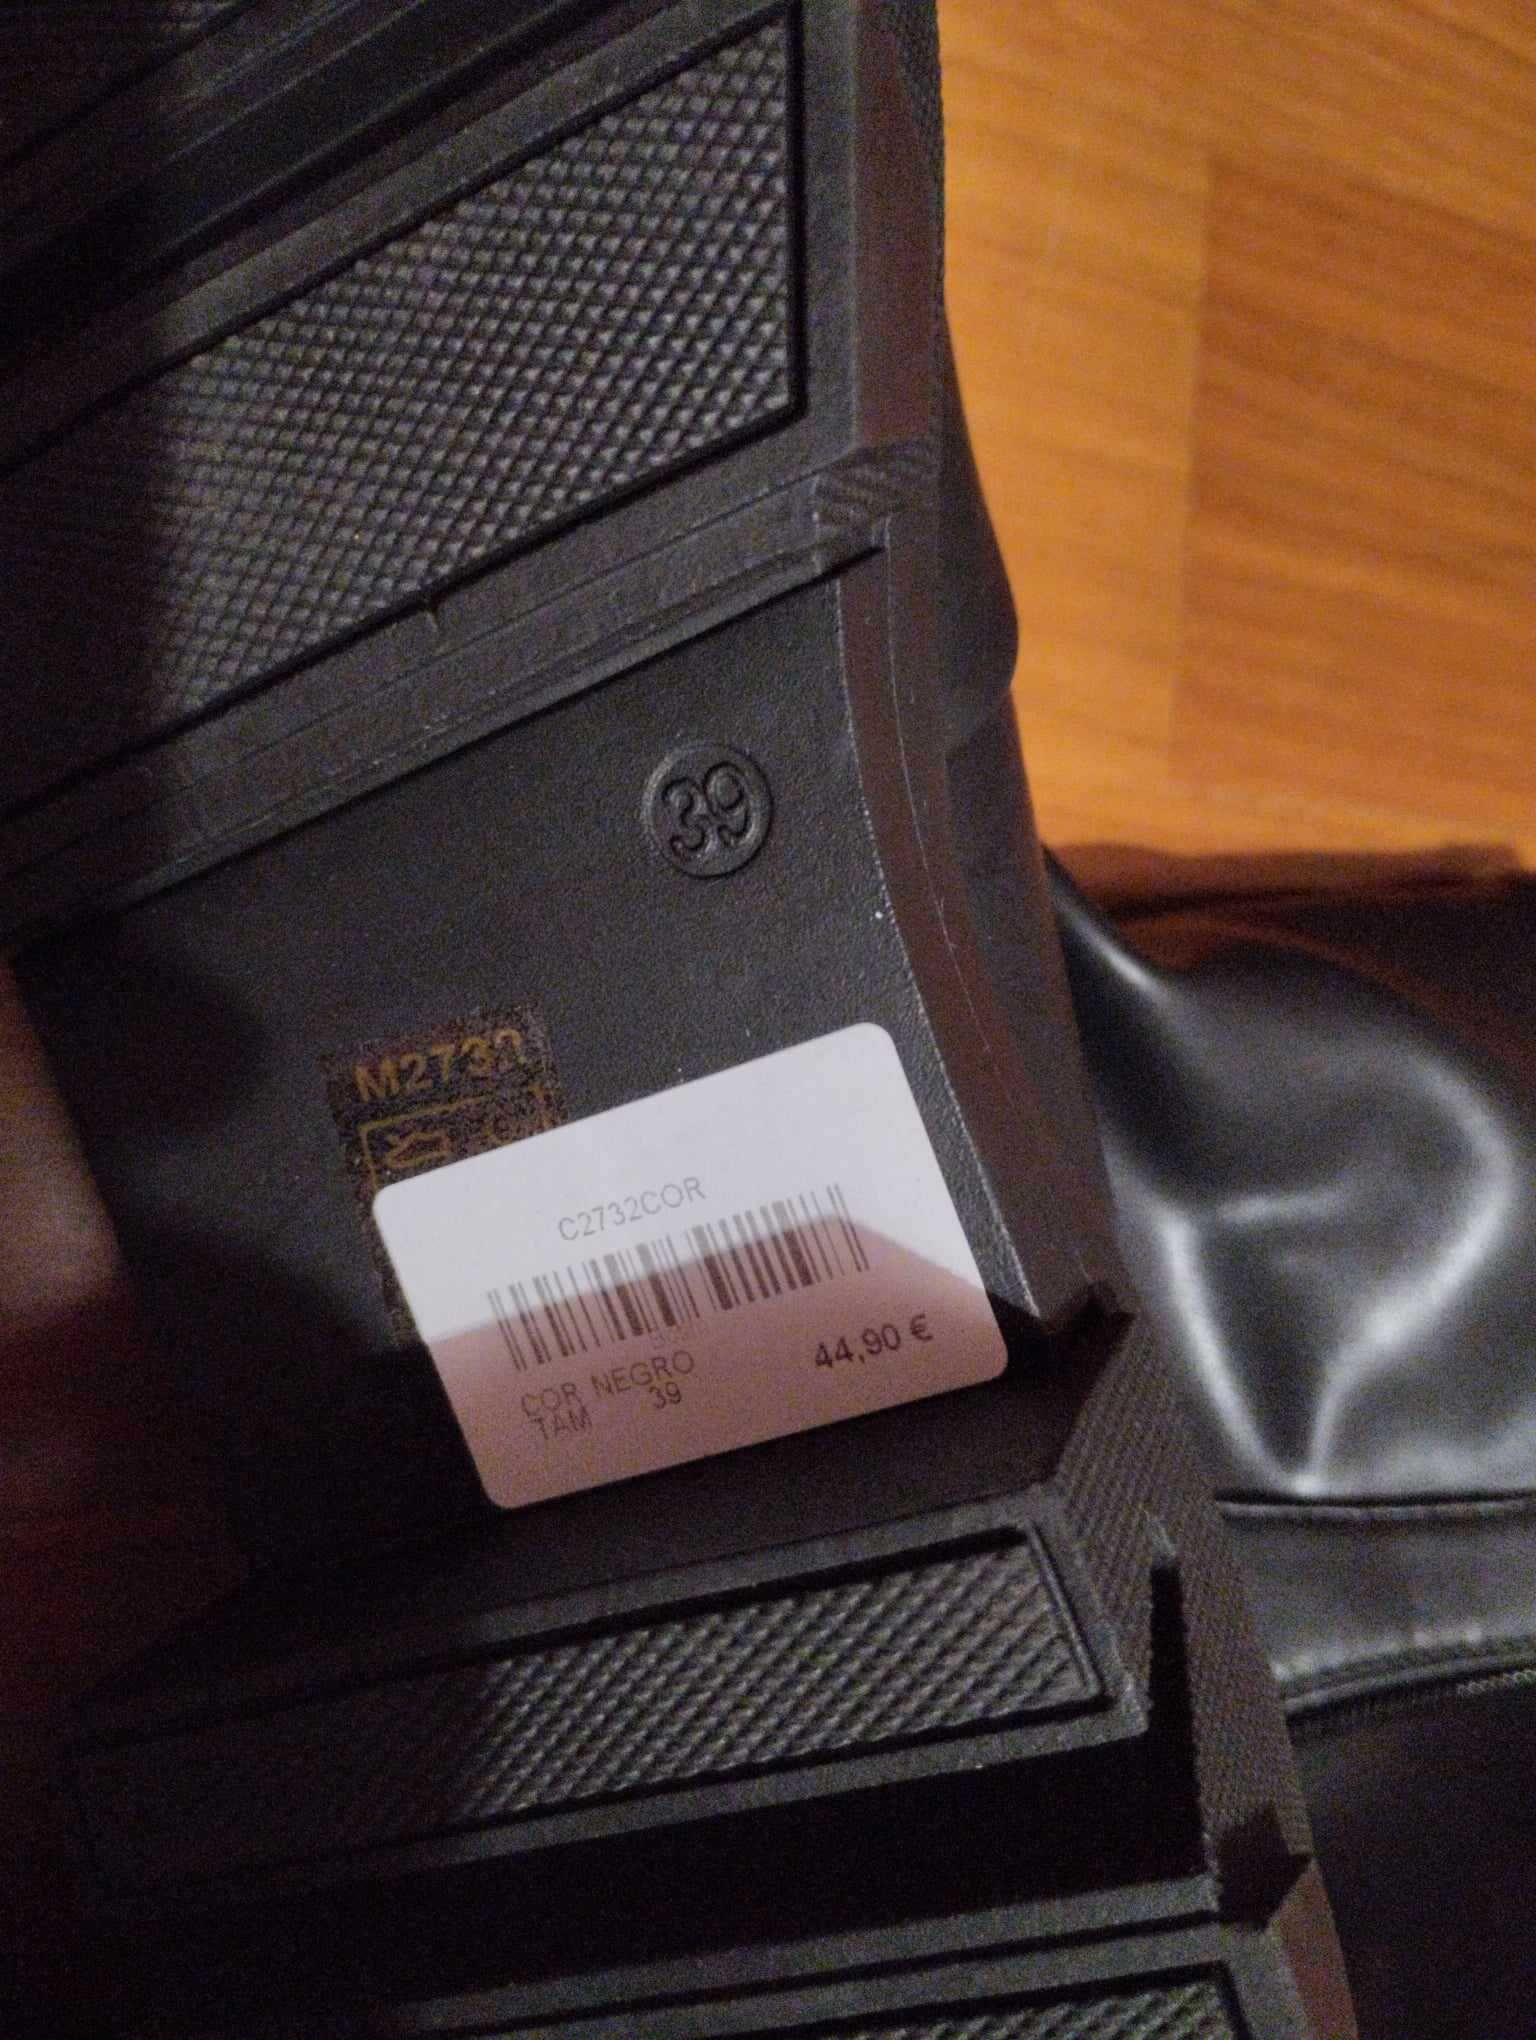 39
M2732
C2732COR
COR NEGRO
TAM 39
44,90 €